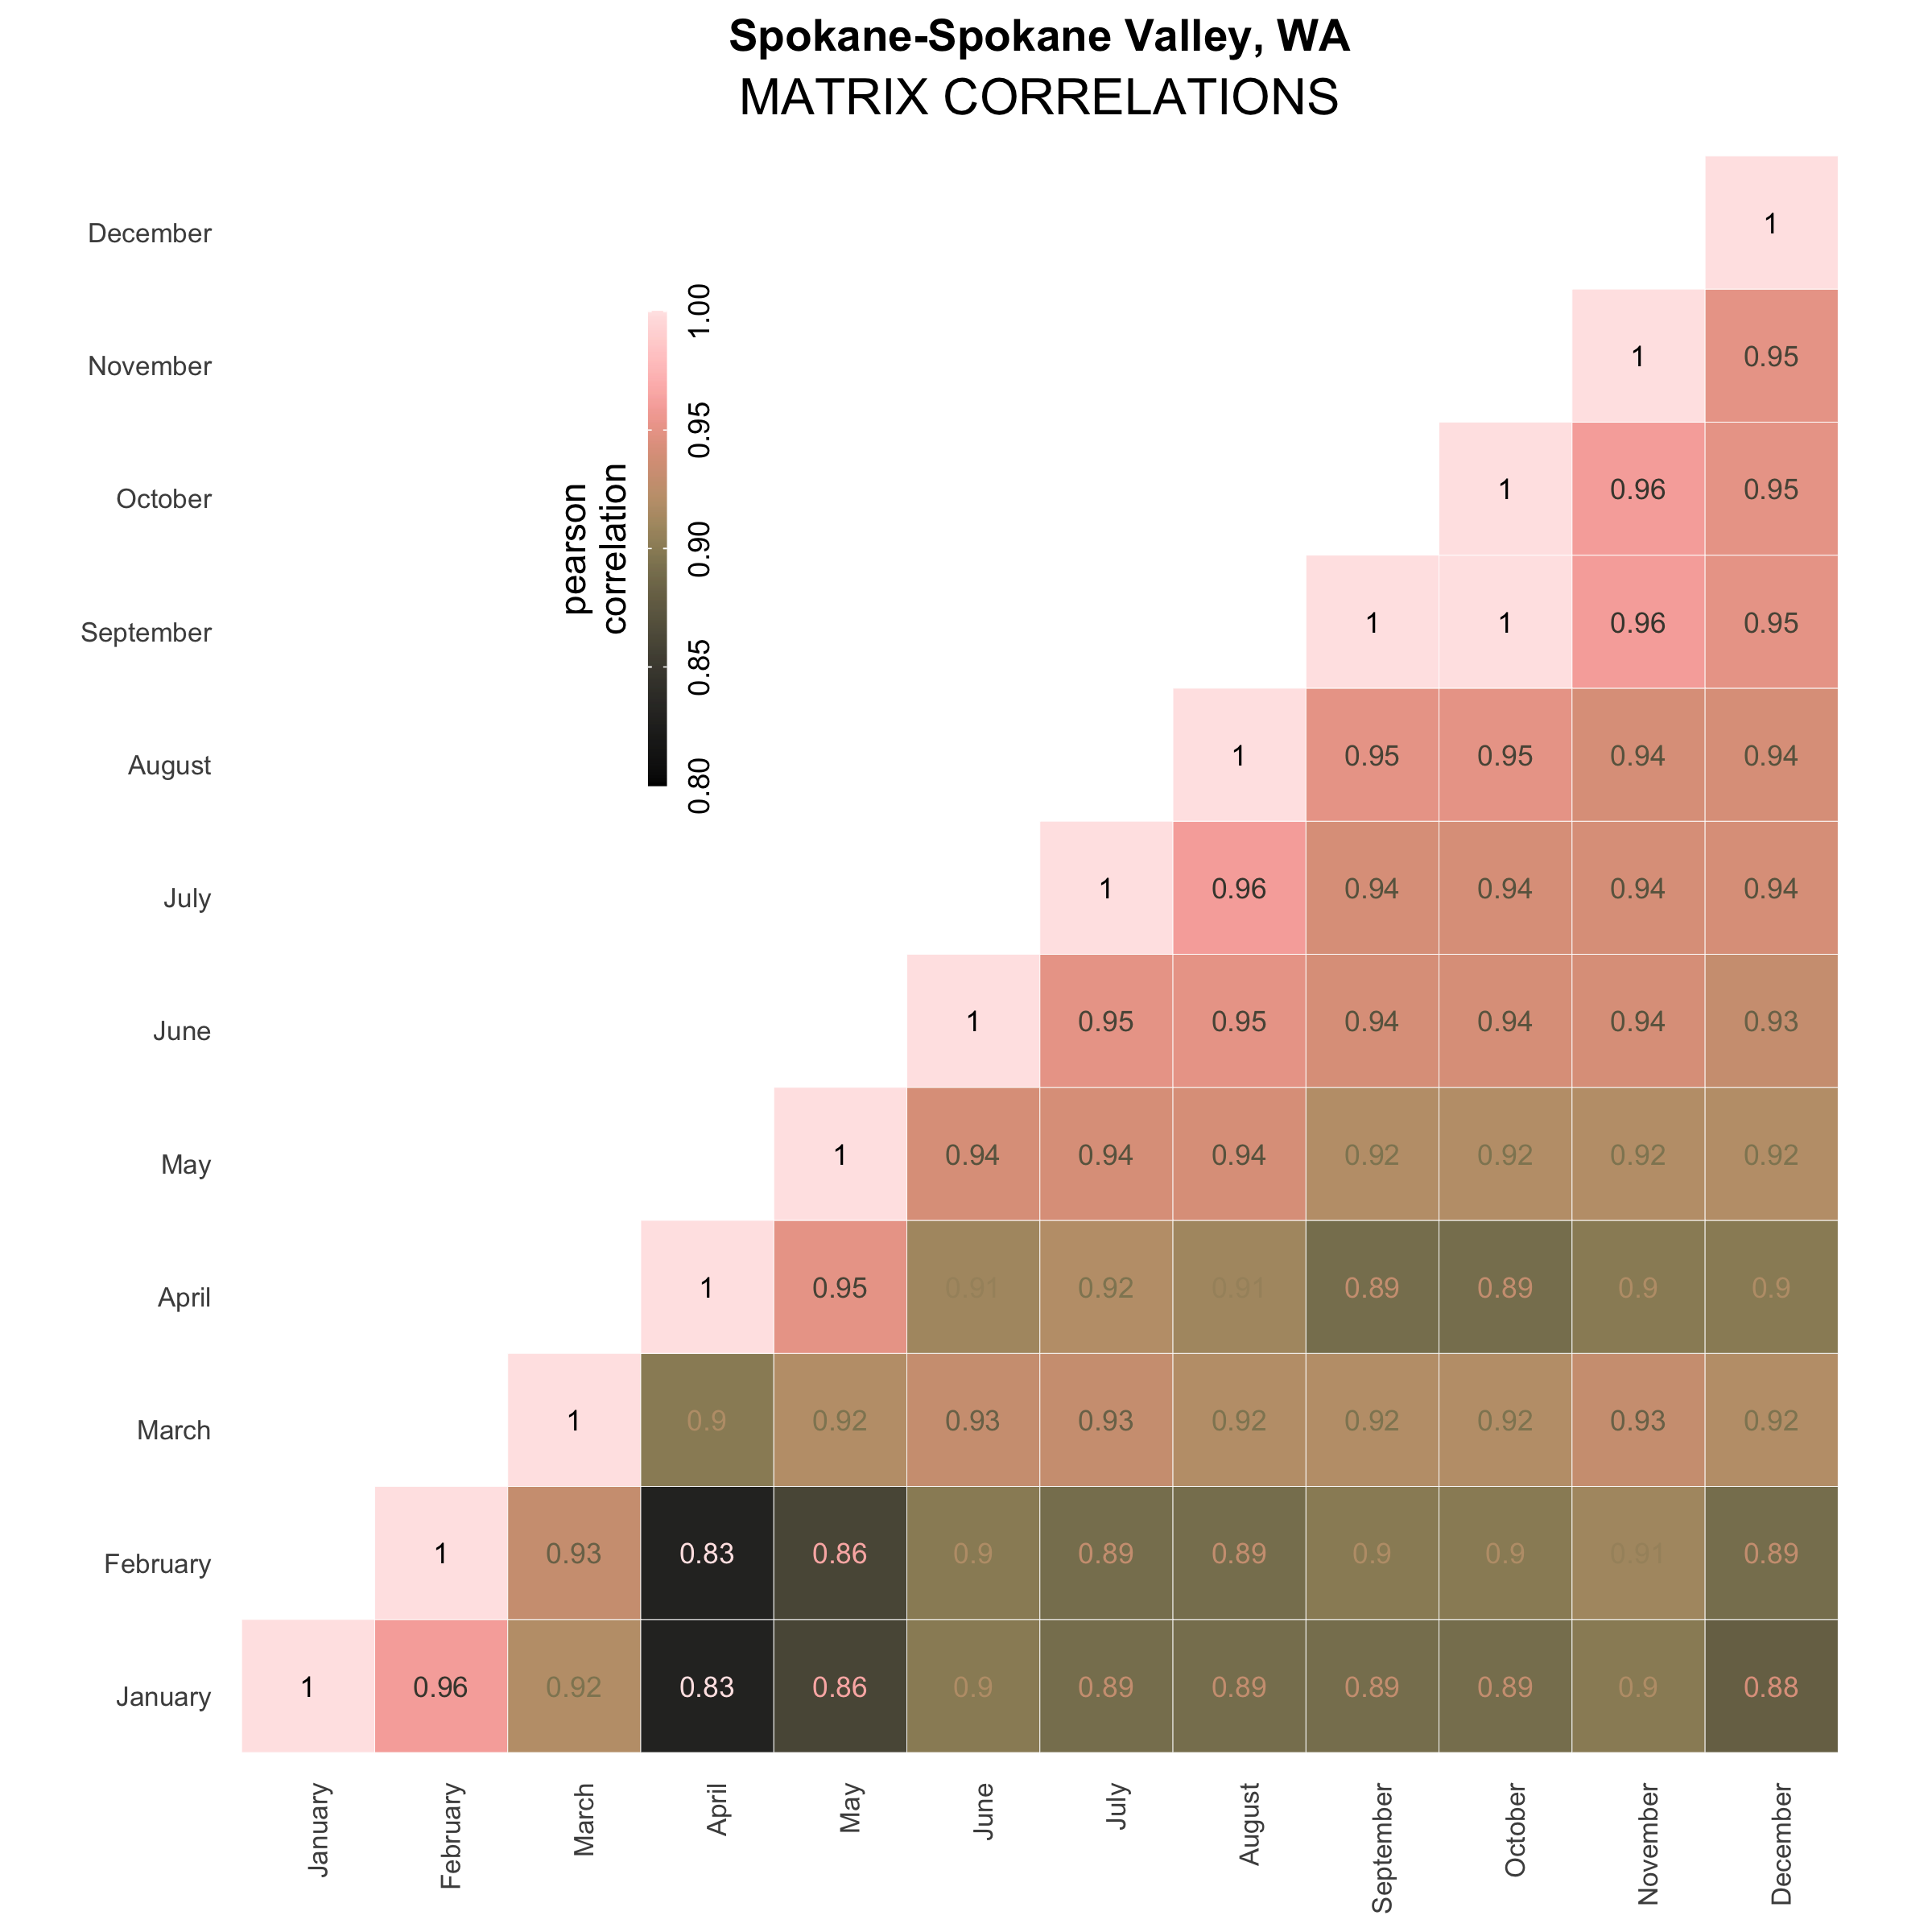 Spokane-Spokane Valley, WA
MATRIX CORRELATIONS
pearson
correlation
1.00
0.95
0.90
0.85
0.80
December 1
November 1 0.95
October 1 0.96 0.95
September 1 1 0.96 0.95
August 1 0.95 0.95 0.94 0.94
July 1 0.96 0.94 0.94 0.94 0.94
June 1 0.95 0.95 0.94 0.94 0.94 0.93
May 1 0.94 0.94 0.94 0.92 0.92 0.92 0.92
April 1 0.95 0.91 0.92 0.91 0.89 0.89 0.9 0.9
March 1 0.9 0.92 0.93 0.93 0.92 0.92 0.92 0.93 0.92
February 1 0.93 0.83 0.86 0.9 0.89 0.89 0.9 0.9 0.91 0.89
January 1 0.96 0.92 0.83 0.86 0.9 0.89 0.89 0.89 0.89 0.9 0.88
January
February
March
April
May
June
July
August
September
October
November
December